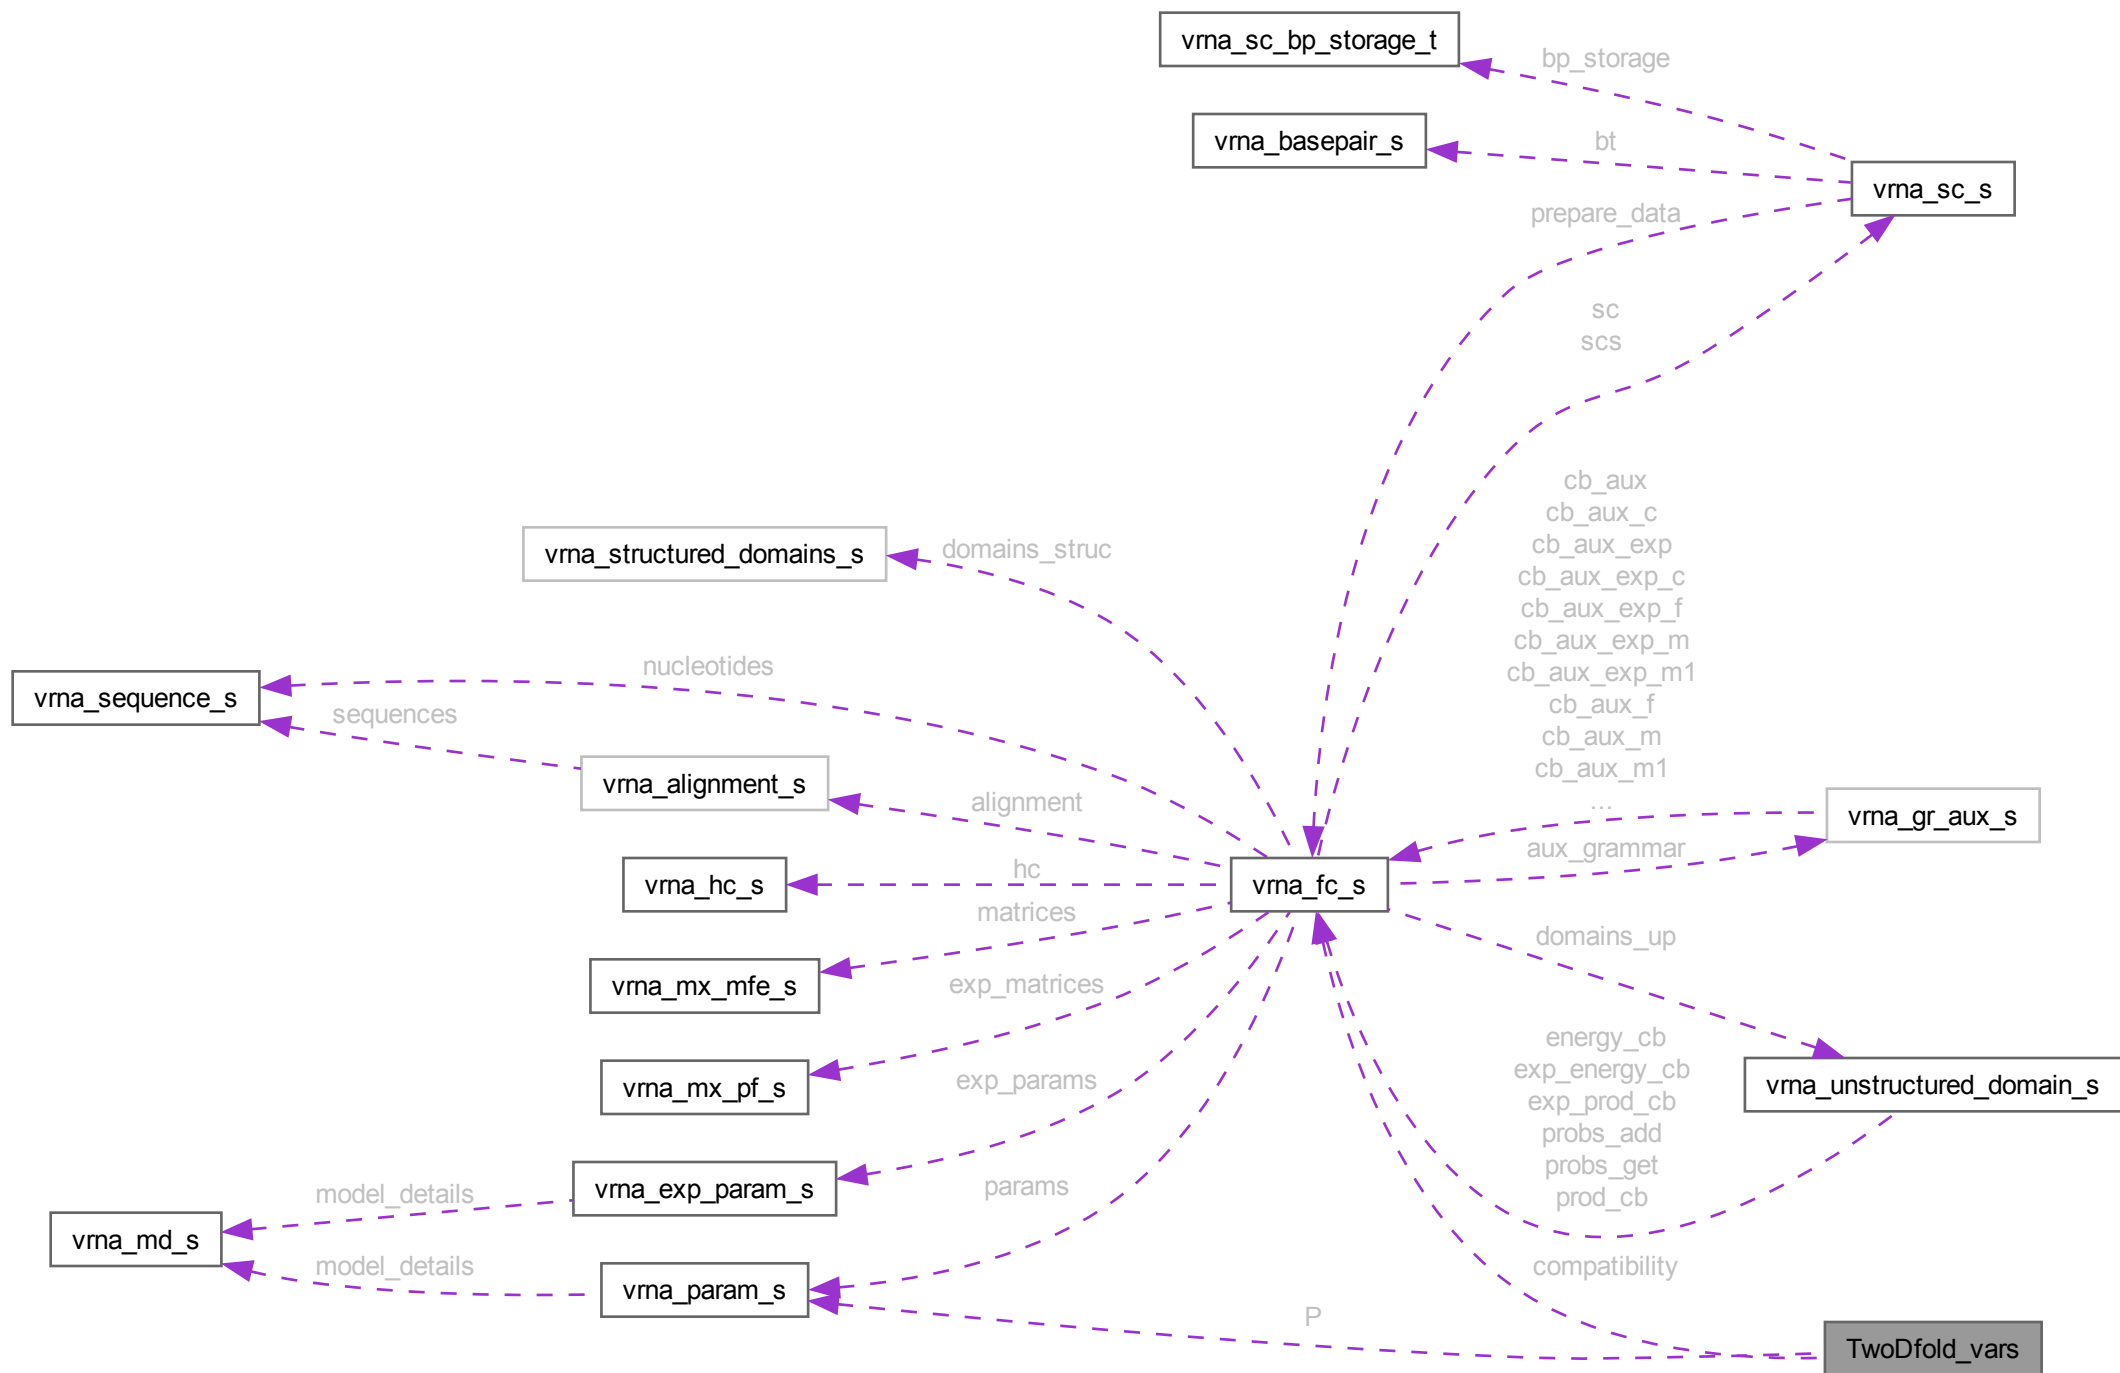 vrna_sc_bp_storage_t
bp_storage
vrna_basepair_s
bt
vrna_sc_s
prepare_data
sc
scs
cb_aux
cb_aux_c
cb_aux_exp
cb_aux_exp_c
cb_aux_exp_f
cb_aux_exp_m
cb_aux_exp_m1
cb_aux_f
cb_aux_m
cb_aux_m1
...
vrna_structured_domains_s
domains_struc
nucleotides
vrna_sequence_s
sequences
vrna_alignment_s
alignment
vrna_gr_aux_s
aux_grammar
vrna_hc_s
hc
vrna_fc_s
matrices
domains_up
vrna_mx_mfe_s
exp_matrices
energy_cb
exp_energy_cb
exp_prod_cb
probs_add
probs_get
prod_cb
vrna_unstructured_domain_s
vrna_mx_pf_s
exp_params
vrna_exp_param_s
model_details
params
vrna_md_s
model_details
compatibility
vrna_param_s
P
TwoDfold_vars